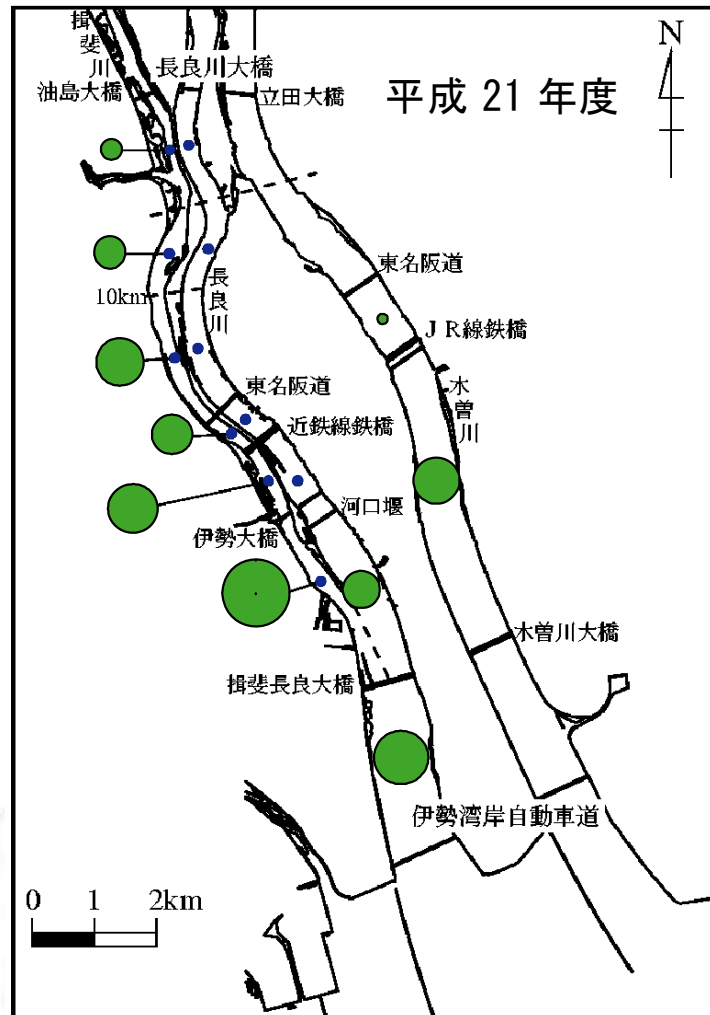 揖斐川
長良川大橋
油島大橋
立田大橋
平成 21 年度
N
東名阪道
長良川
10km
JR線鉄橋
東名阪道
木曽川
近鉄線鉄橋
河口堰
伊勢大橋
木曽川大橋
揖斐長良大橋
伊勢湾岸自動車道
0 1 2km